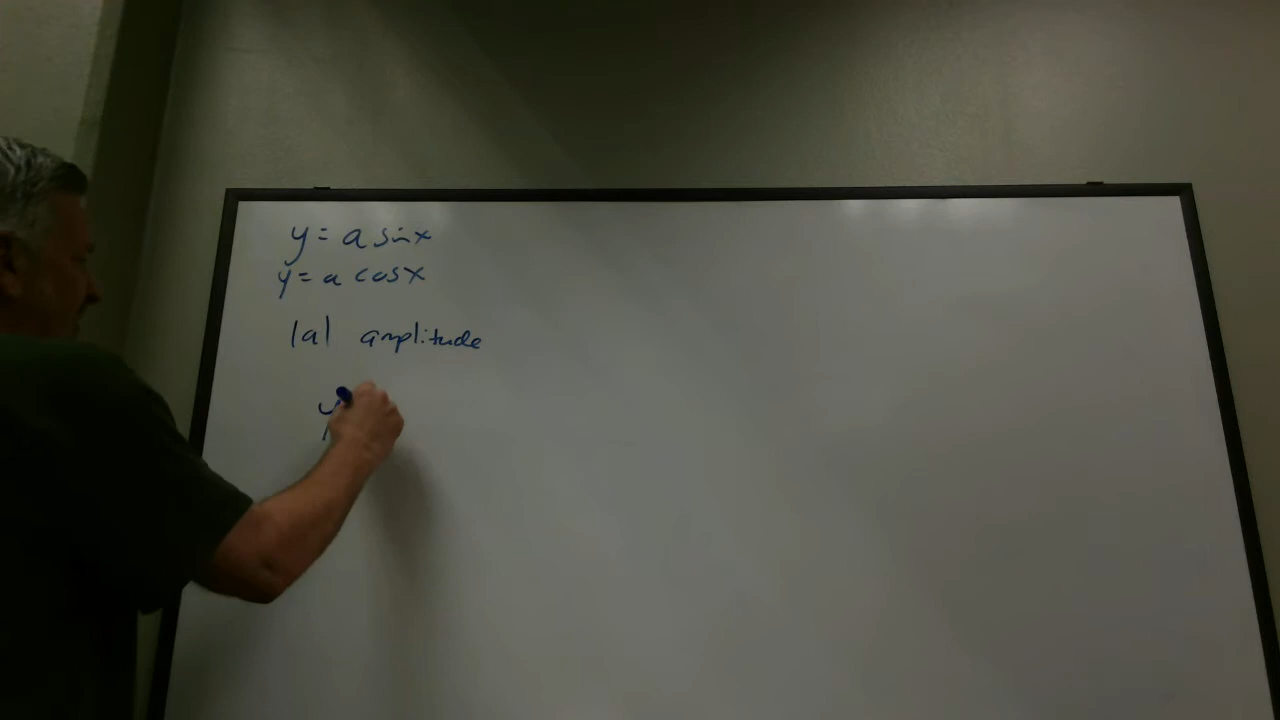 y = a sin x
y = a cos x
|a| amplitude
y